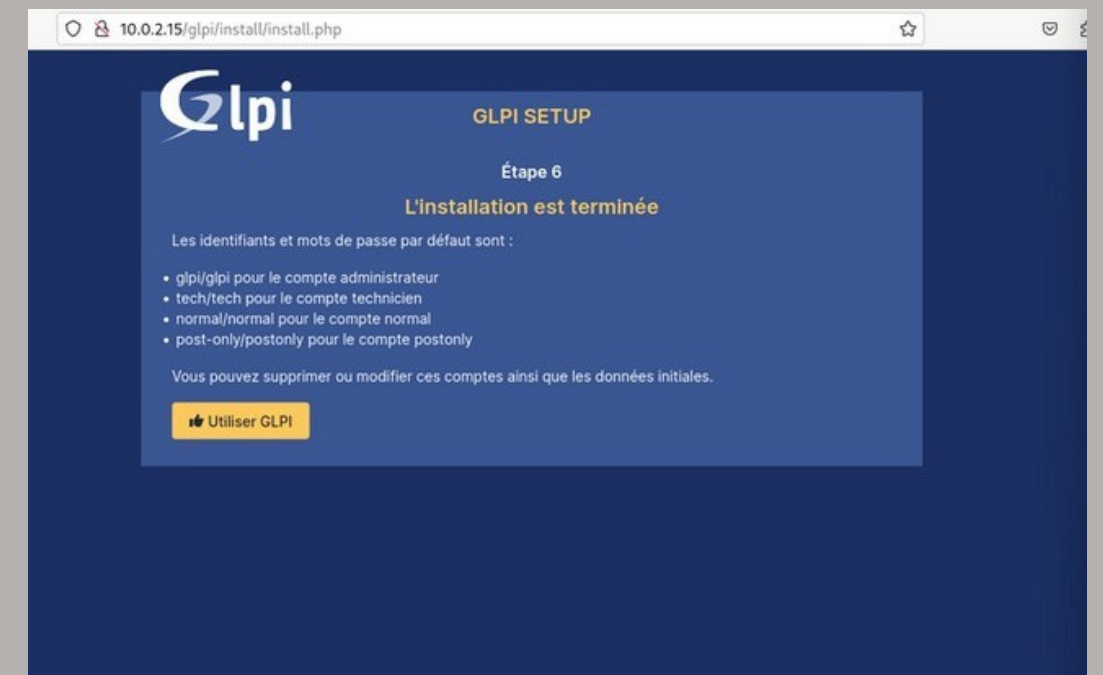 10.0.2.15/glpi/install/install.php
Glpi
GLPI SETUP
Étape 6
L'installation est terminée
Les identifiants et mots de passe par défaut sont :
• glpi/glpi pour le compte administrateur
• tech/tech pour le compte technicien
• normal/normal pour le compte normal
• post-only/postonly pour le compte postonly
Vous pouvez supprimer ou modifier ces comptes ainsi que les données initiales.
Utiliser GLPI